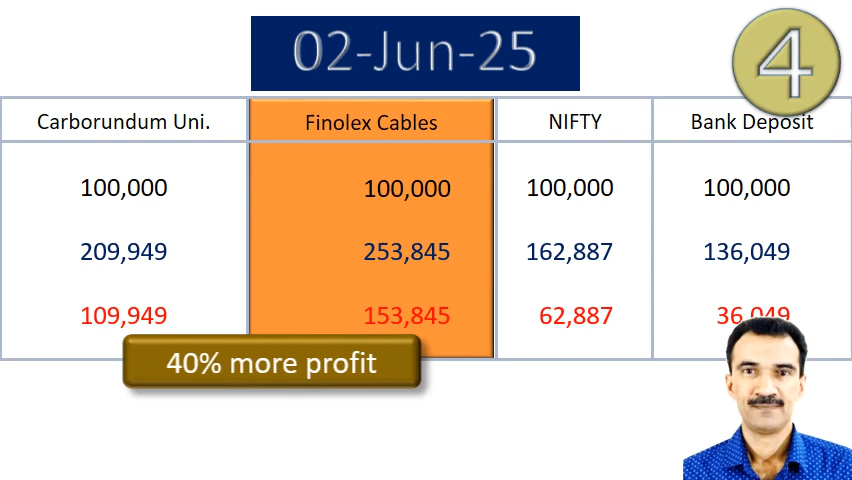 02-Jun-25
4
Carborundum Uni. Finolex Cables NIFTY Bank Deposit
100,000 100,000 100,000 100,000
209,949 253,845 162,887 136,049
109,949 153,845 62,887 36,049
40% more profit